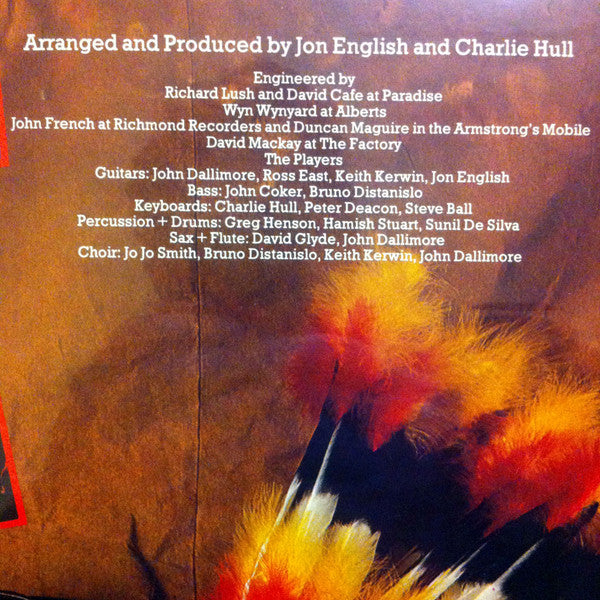 Arranged and Produced by Jon English and Charlie Hull
Engineered by
Richard Lush and David Cafe at Paradise
Wyn Wynyard at Alberts
John French at Richmond Recorders and Duncan Maguire in the Armstrong's Mobile
David Mackay at The Factory
The Players
Guitars: John Dallimore, Ross East, Keith Kerwin, Jon English
Bass: John Coker, Bruno Distanislo
Keyboards: Charlie Hull, Peter Deacon, Steve Ball
Percussion + Drums: Greg Henson, Hamish Stuart, Sunil De Silva
Sax + Flute: David Glyde, John Dallimore
Choir: Jo Jo Smith, Bruno Distanislo, Keith Kerwin, John Dallimore